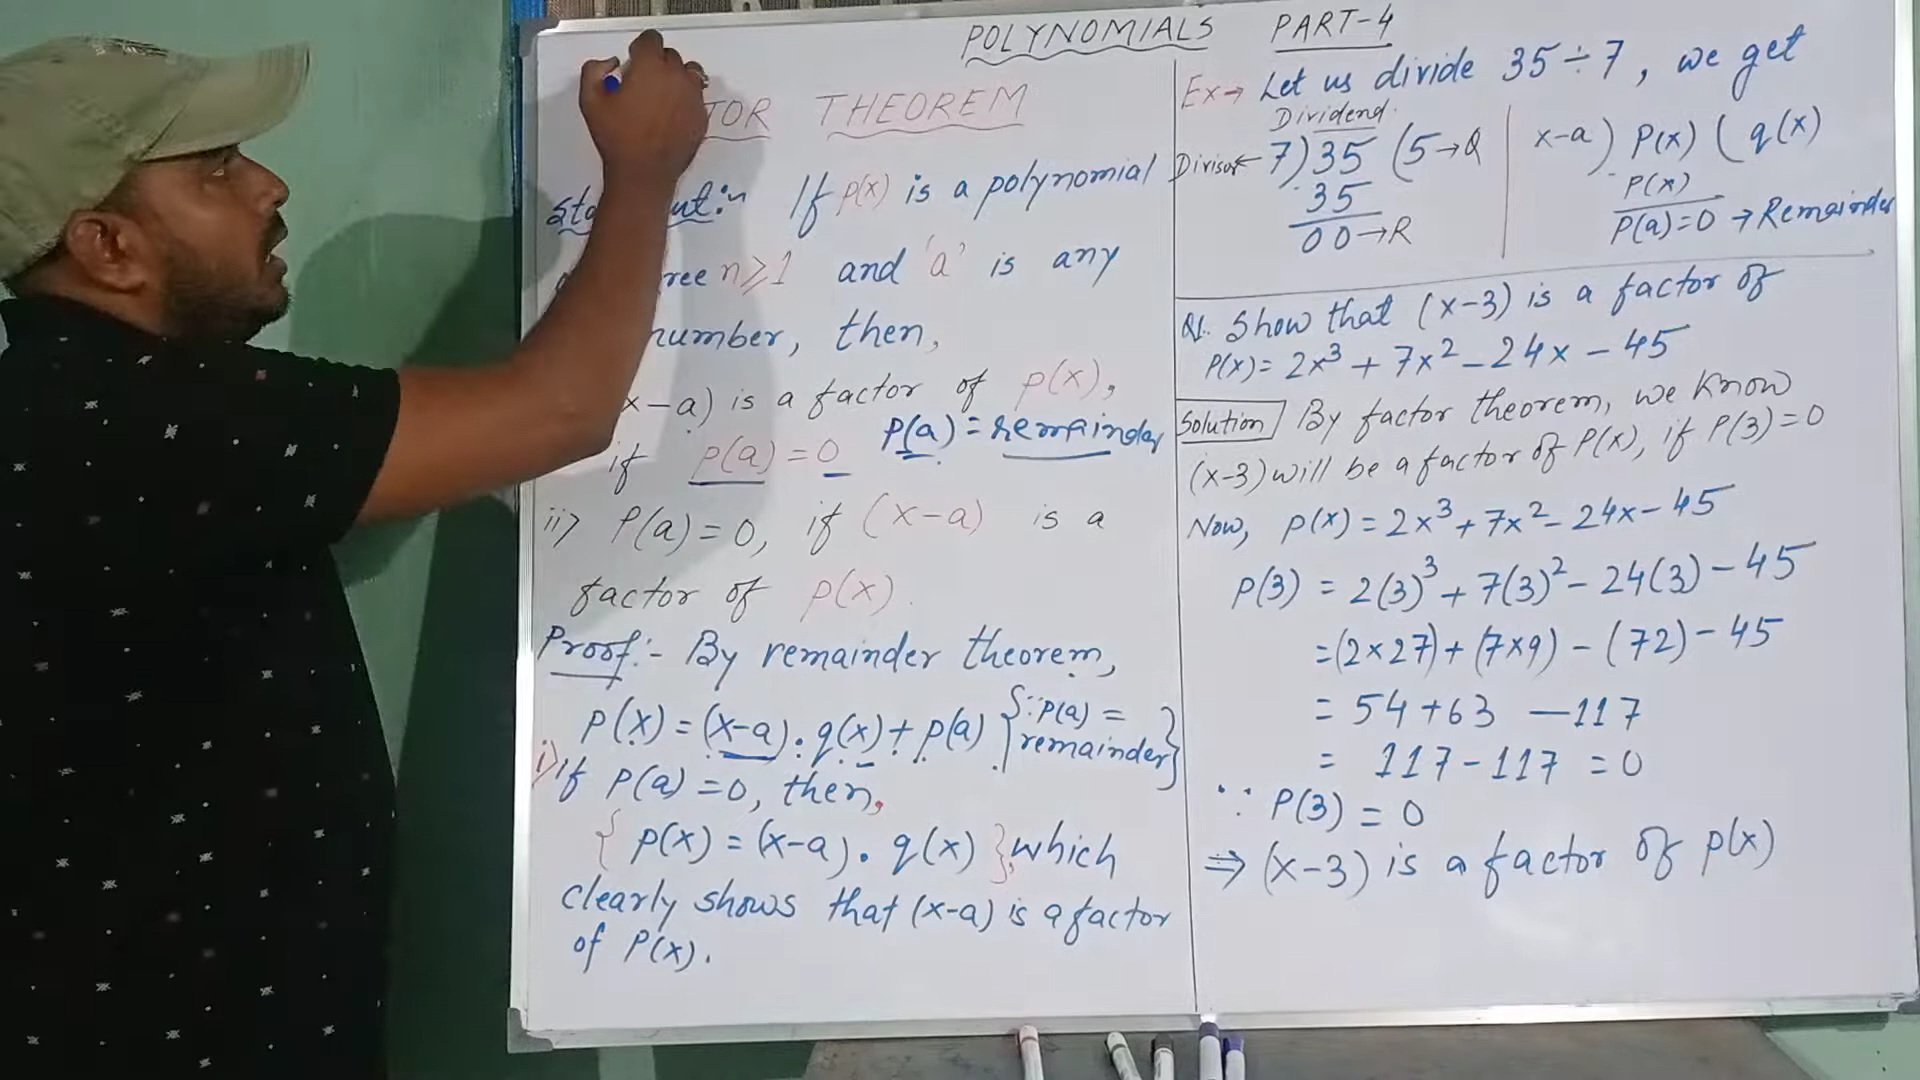 POLYNOMIALS PART-4
TOR THEOREM
If p(x) is a polynomial
ree n⩾1 and 'a' is any
number, then,
x-a) is a factor of p(x),
if p(a)=0 p(a)=remainder
ii> P(a)=0, if (x-a) is a
factor of p(x).
Proof:- By remainder theorem,
p(x)=(x-a).q(x)+p(a) {∵p(a)=
remainder}
i> If P(a)=0, then,
{p(x)=(x-a).q(x)}, which
clearly shows that (x-a) is a factor
of P(x).
Ex→ Let us divide 35÷7, we get
Dividend
Divisor← 7)35(5→Q
35
00→R
x-a)P(x)(q(x)
P(x)
P(a)=0→Remainder
Q1. Show that (x-3) is a factor of
P(x)=2x³+7x²-24x-45
Solution By factor theorem, we know
(x-3) will be a factor of P(x), if P(3)=0
Now, p(x)=2x³+7x²-24x-45
p(3)=2(3)³+7(3)²-24(3)-45
=(2×27)+(7×9)-(72)-45
=54+63-117
=117-117=0
∵ P(3)=0
⇒(x-3) is a factor of p(x)